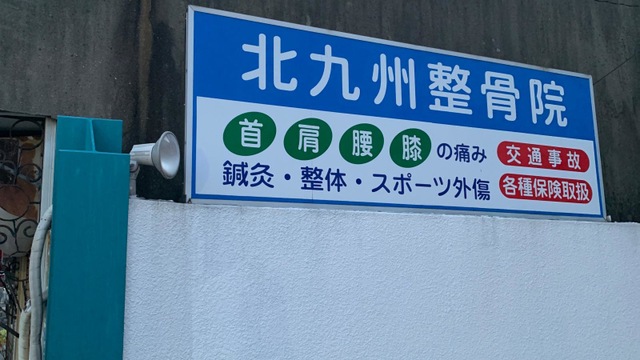 北九州整骨院
首 肩 腰 膝 の痛み
交通事故
鍼灸・整体・スポーツ外傷
各種保険取扱